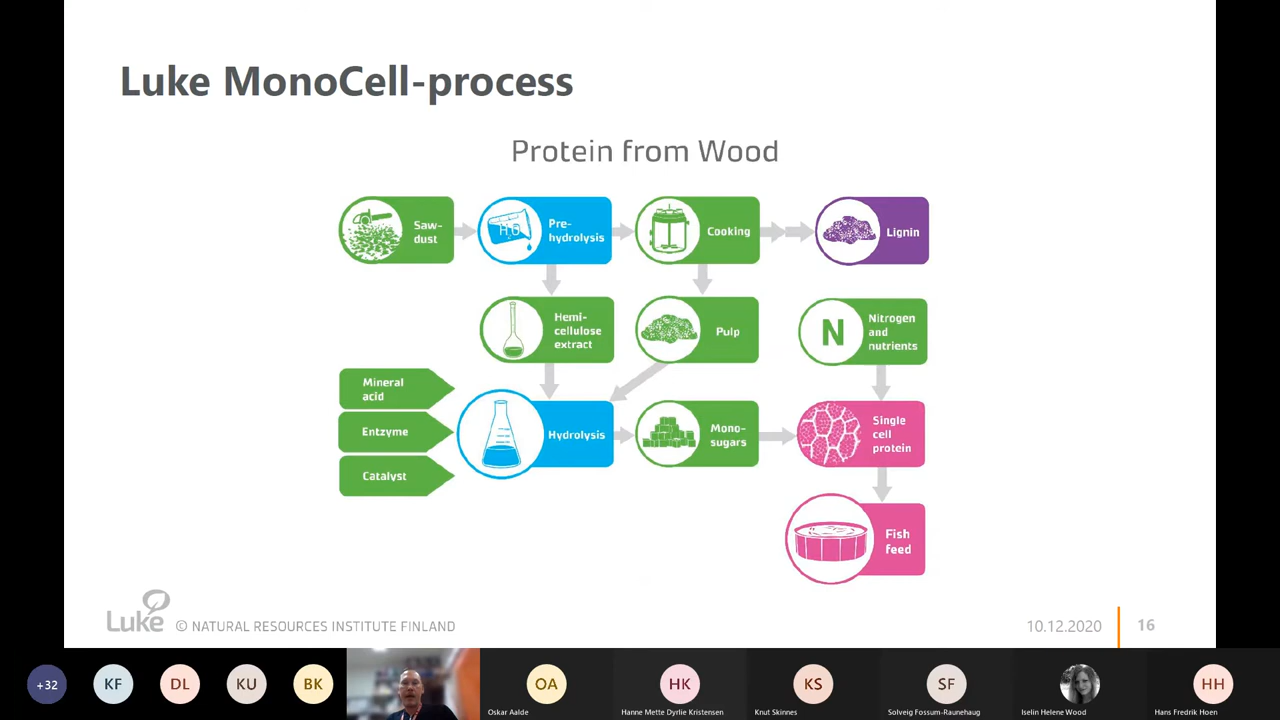 Luke MonoCell-process
Protein from Wood
Saw-
dust
H₂O
Pre-
hydrolysis
Cooking
Lignin
Hemi-
cellulose
extract
Pulp
N
Nitrogen
and
nutrients
Mineral
acid
Entzyme
Catalyst
Hydrolysis
Mono-
sugars
Single
cell
protein
Fish
feed
Luke
© NATURAL RESOURCES INSTITUTE FINLAND
10.12.2020
16
+32
KF
DL
KU
BK
OA
Oskar Aalde
HK
Hanne Mette Dyrlie Kristensen
KS
Knut Skinnes
SF
Solveig Fossum-Raunehaug
Iselin Helene Wood
HH
Hans Fredrik Hoen